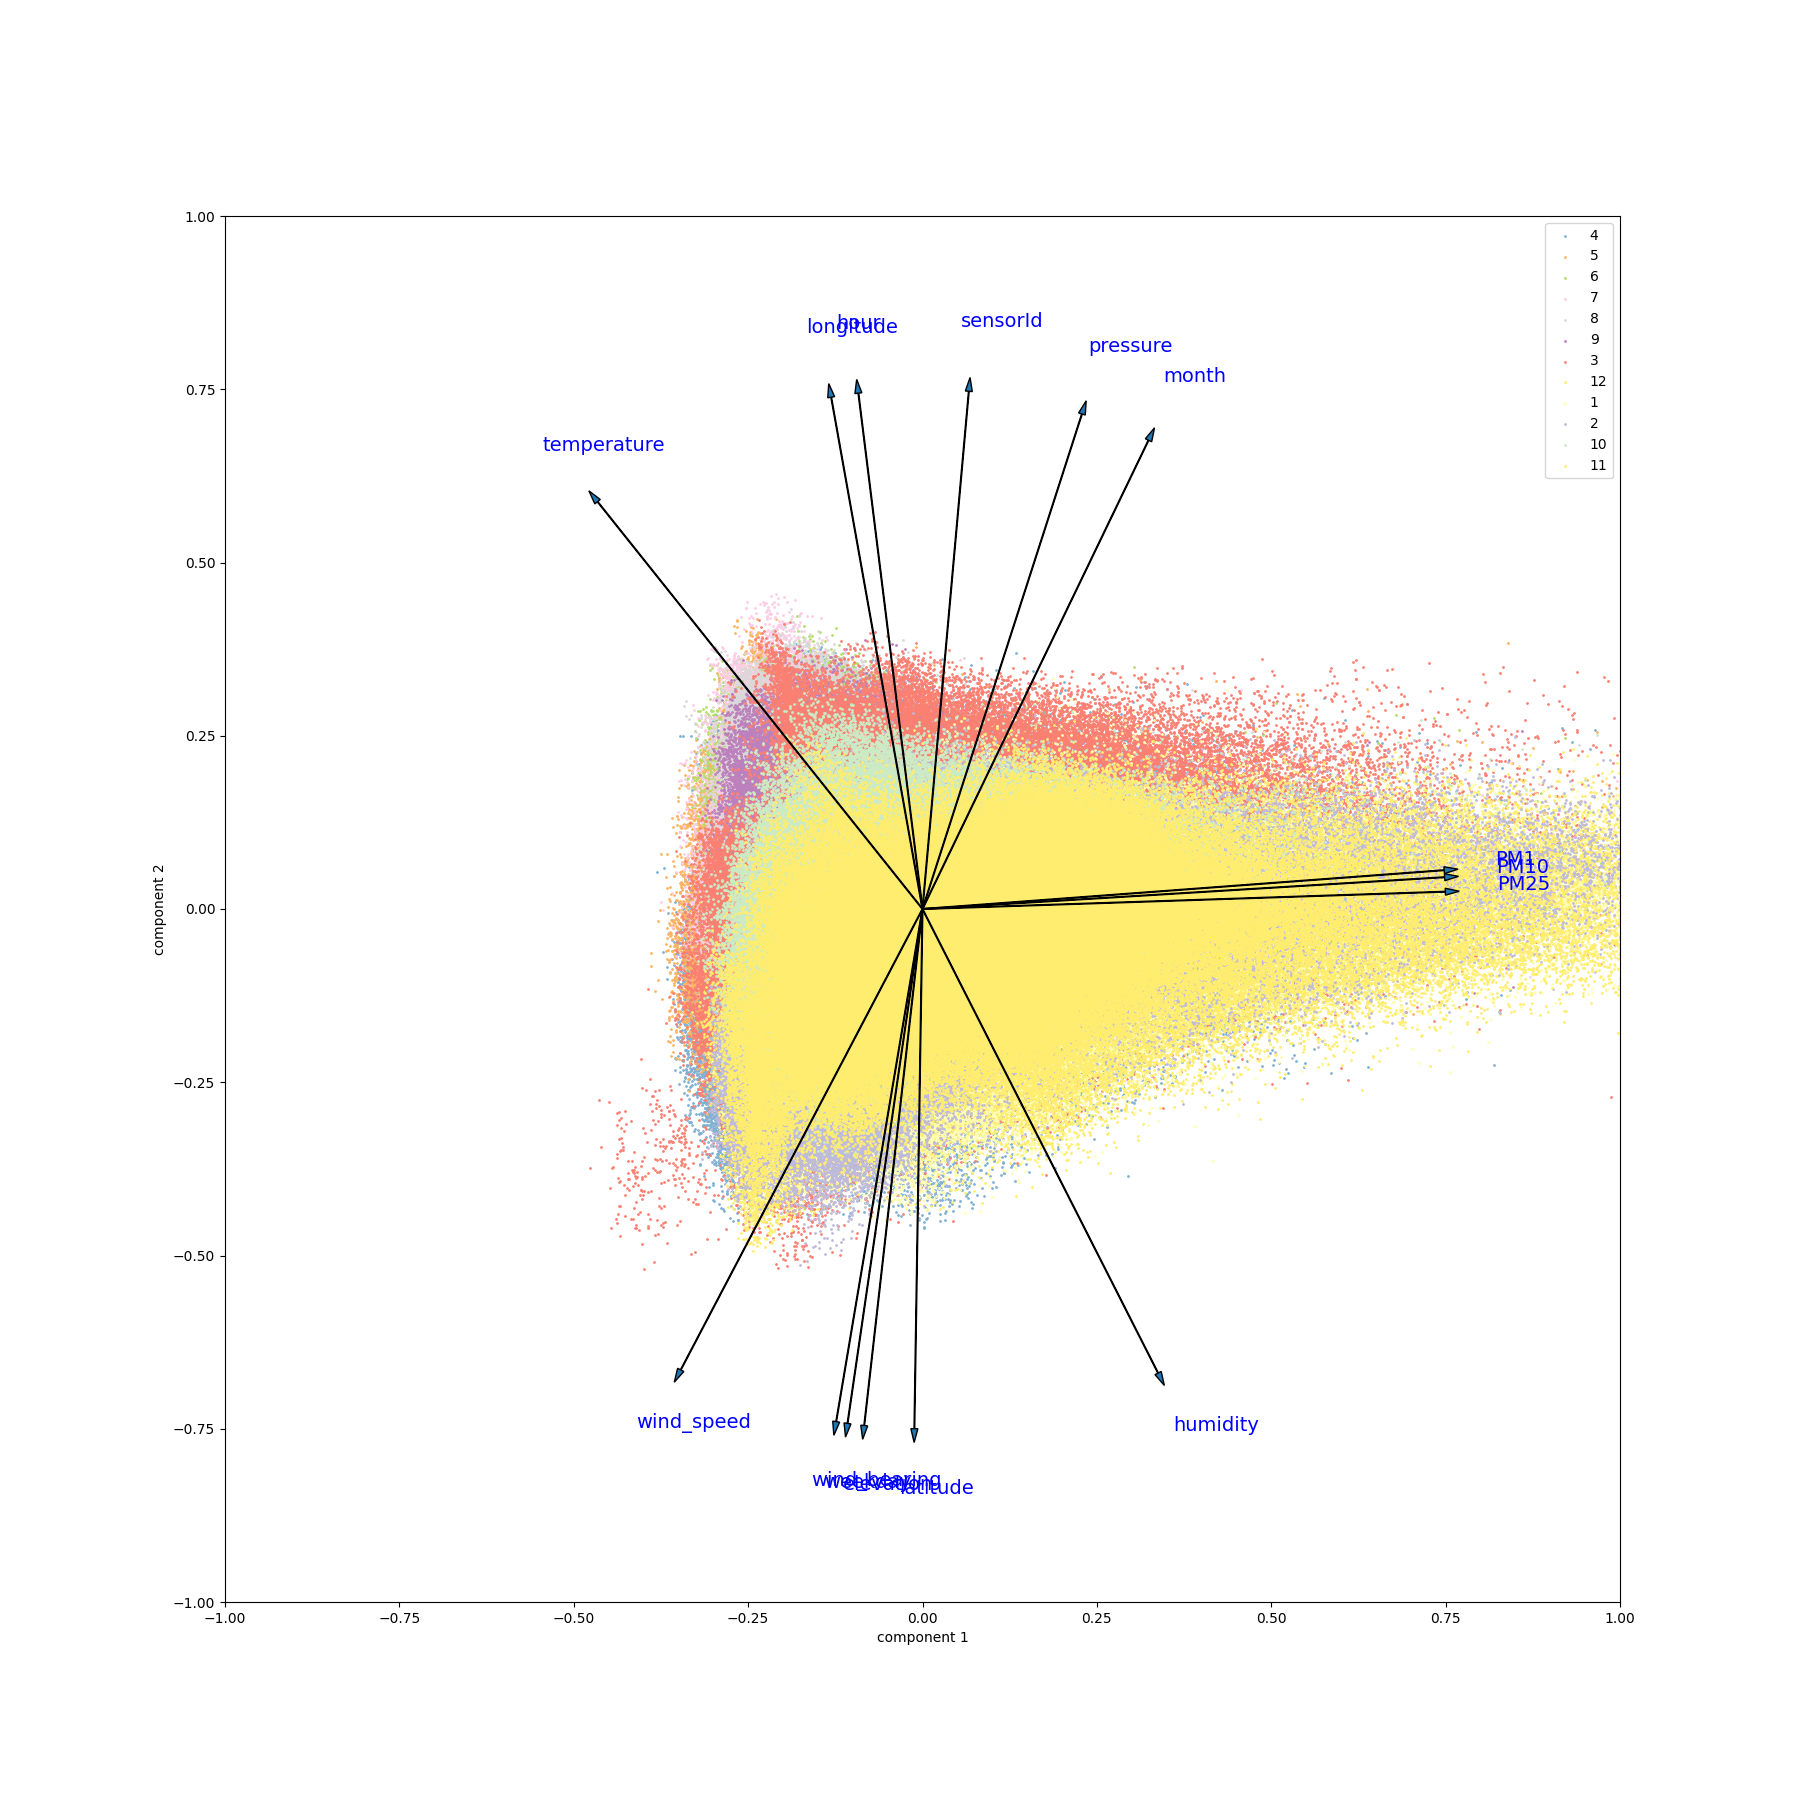 1.00
0.75
0.50
0.25
0.00
−0.25
−0.50
−0.75
−1.00
component 2
4
5
6
7
8
9
3
12
1
2
10
11
hour
longitude
sensorId
pressure
month
temperature
PM1
PM10
PM25
wind_speed
humidity
wind_bearing
elevation
latitude
−1.00 −0.75 −0.50 −0.25 0.00 0.25 0.50 0.75 1.00
component 1